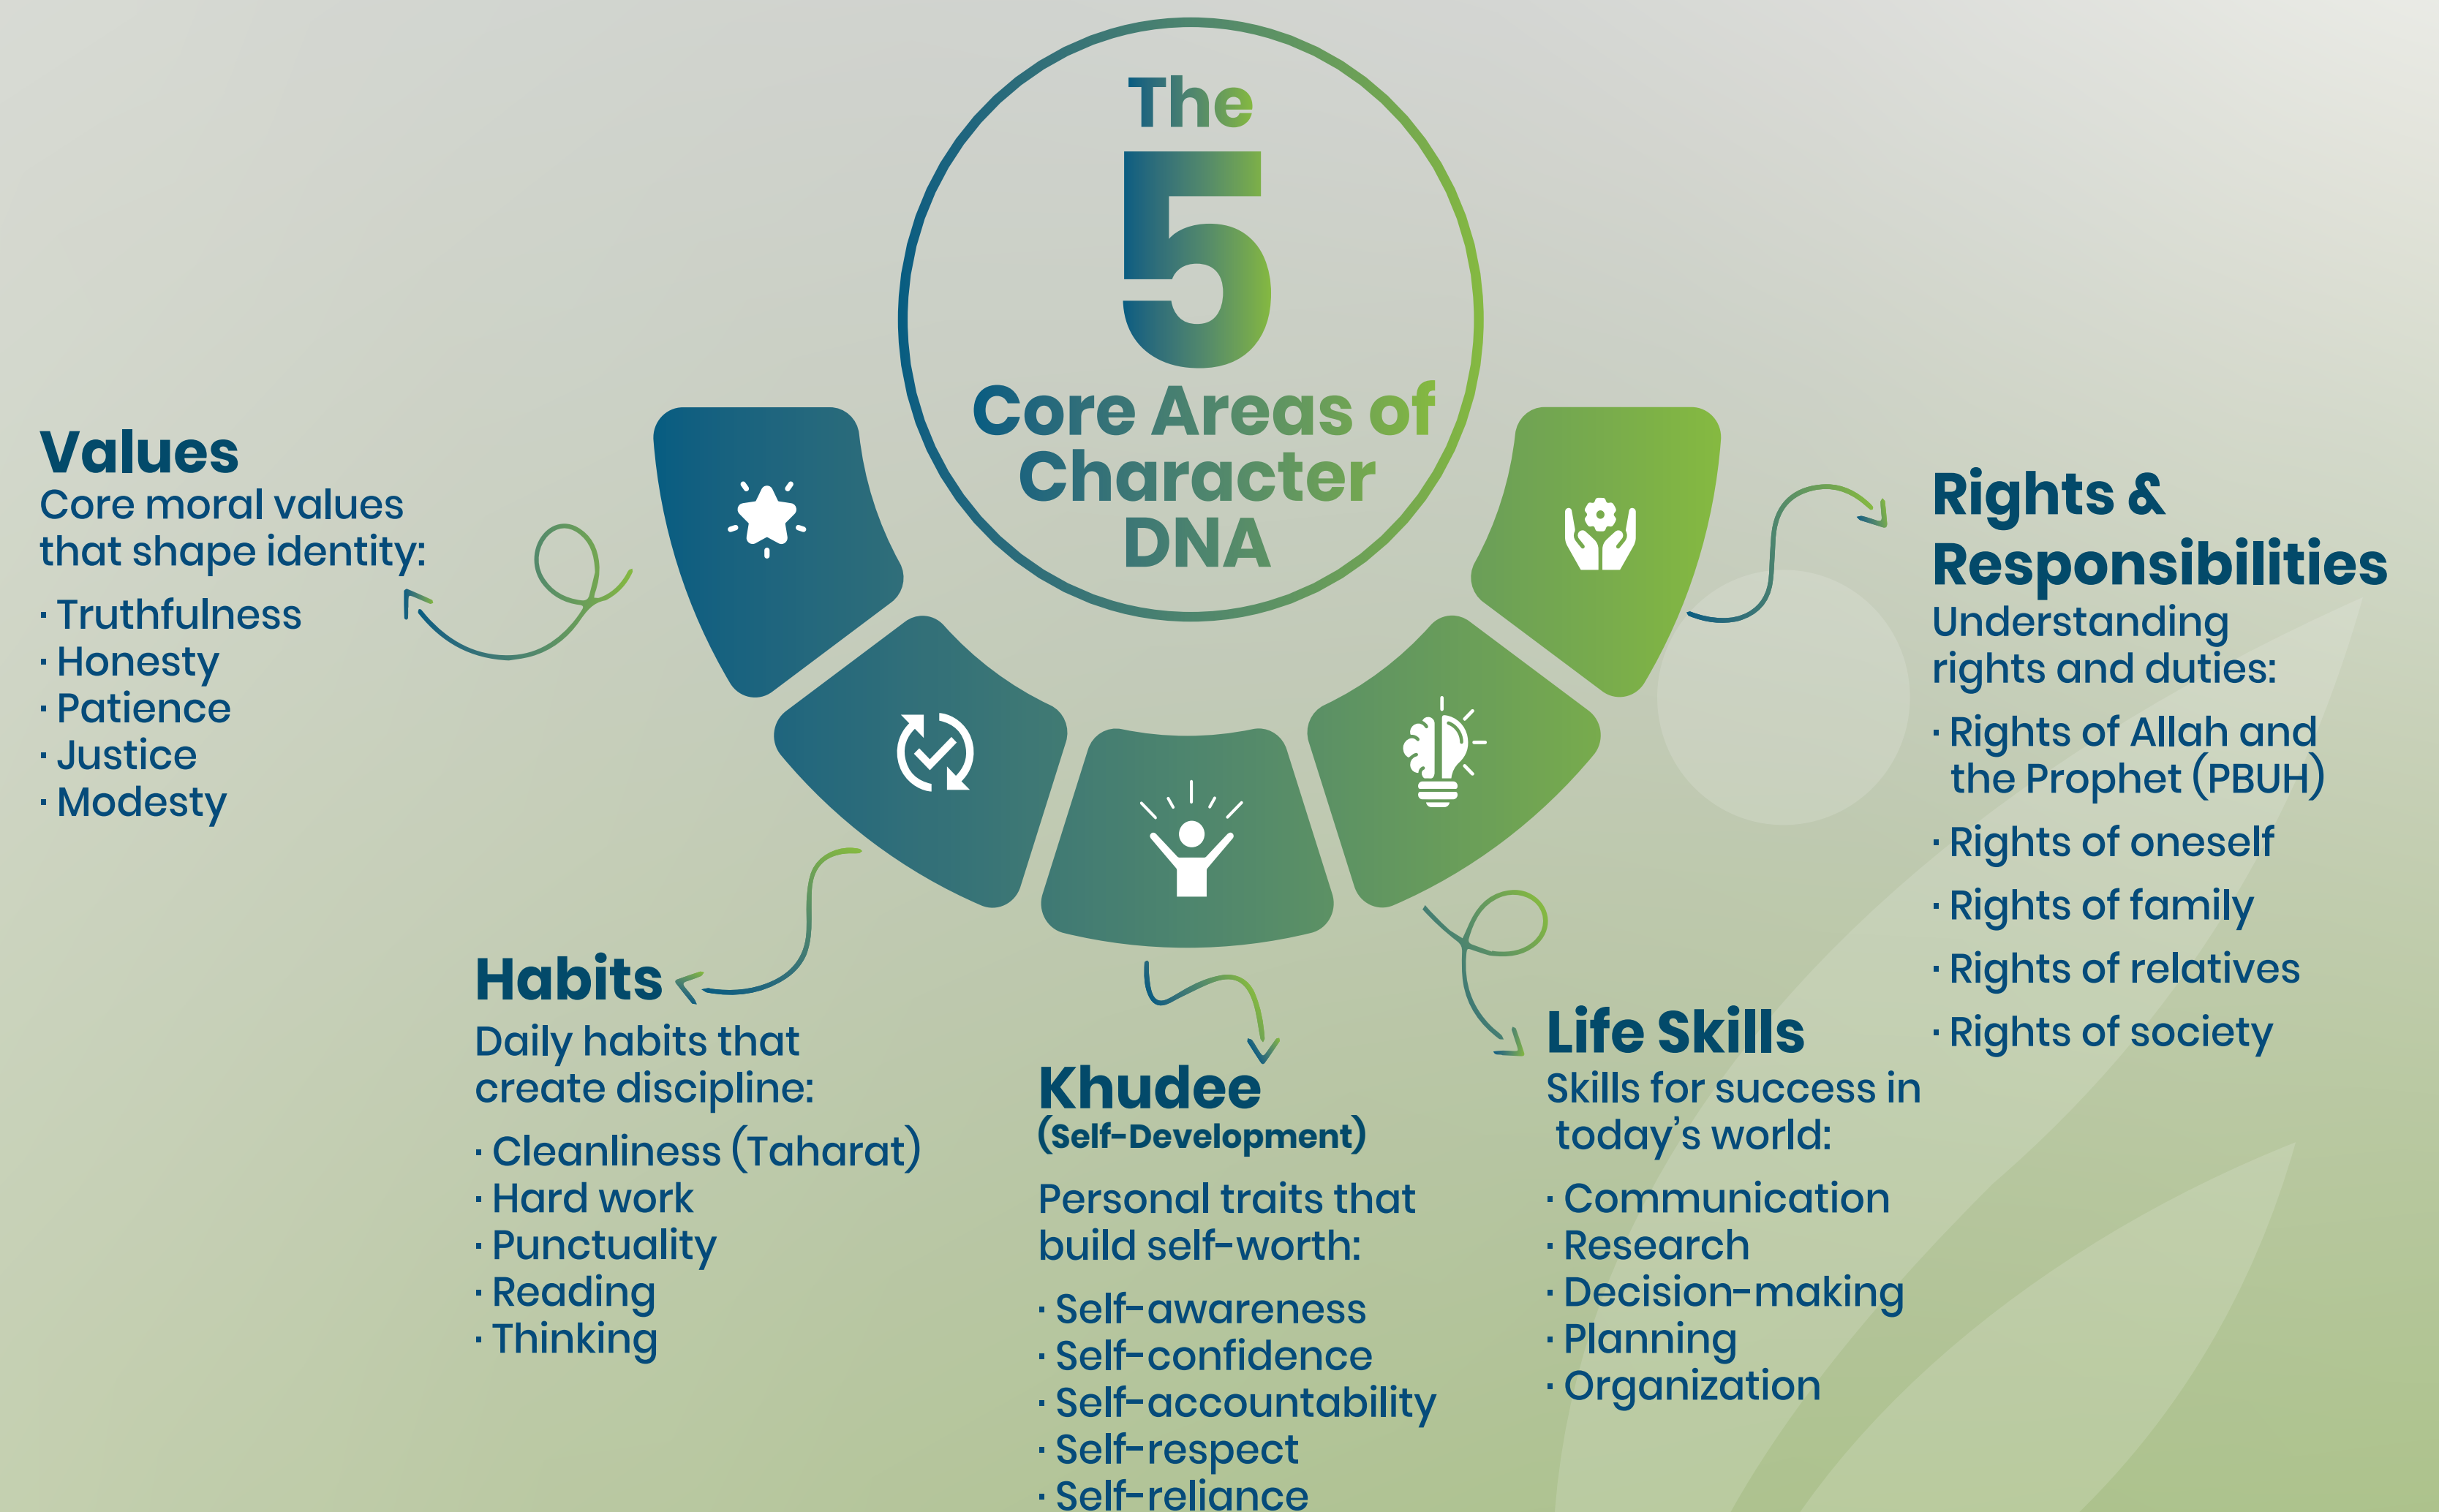 The
5
Core Areas of
Character
DNA
Values
Core moral values
that shape identity:
· Truthfulness
· Honesty
· Patience
· Justice
· Modesty
Habits
Daily habits that
create discipline:
· Cleanliness (Taharat)
· Hard work
· Punctuality
· Reading
· Thinking
Khudee
(Self-Development)
Personal traits that
build self-worth:
· Self-awareness
· Self-confidence
· Self-accountability
· Self-respect
· Self-reliance
Life Skills
Skills for success in
today's world:
· Communication
· Research
· Decision-making
· Planning
· Organization
Rights &
Responsibilities
Understanding
rights and duties:
· Rights of Allah and
the Prophet (PBUH)
· Rights of oneself
· Rights of family
· Rights of relatives
· Rights of society